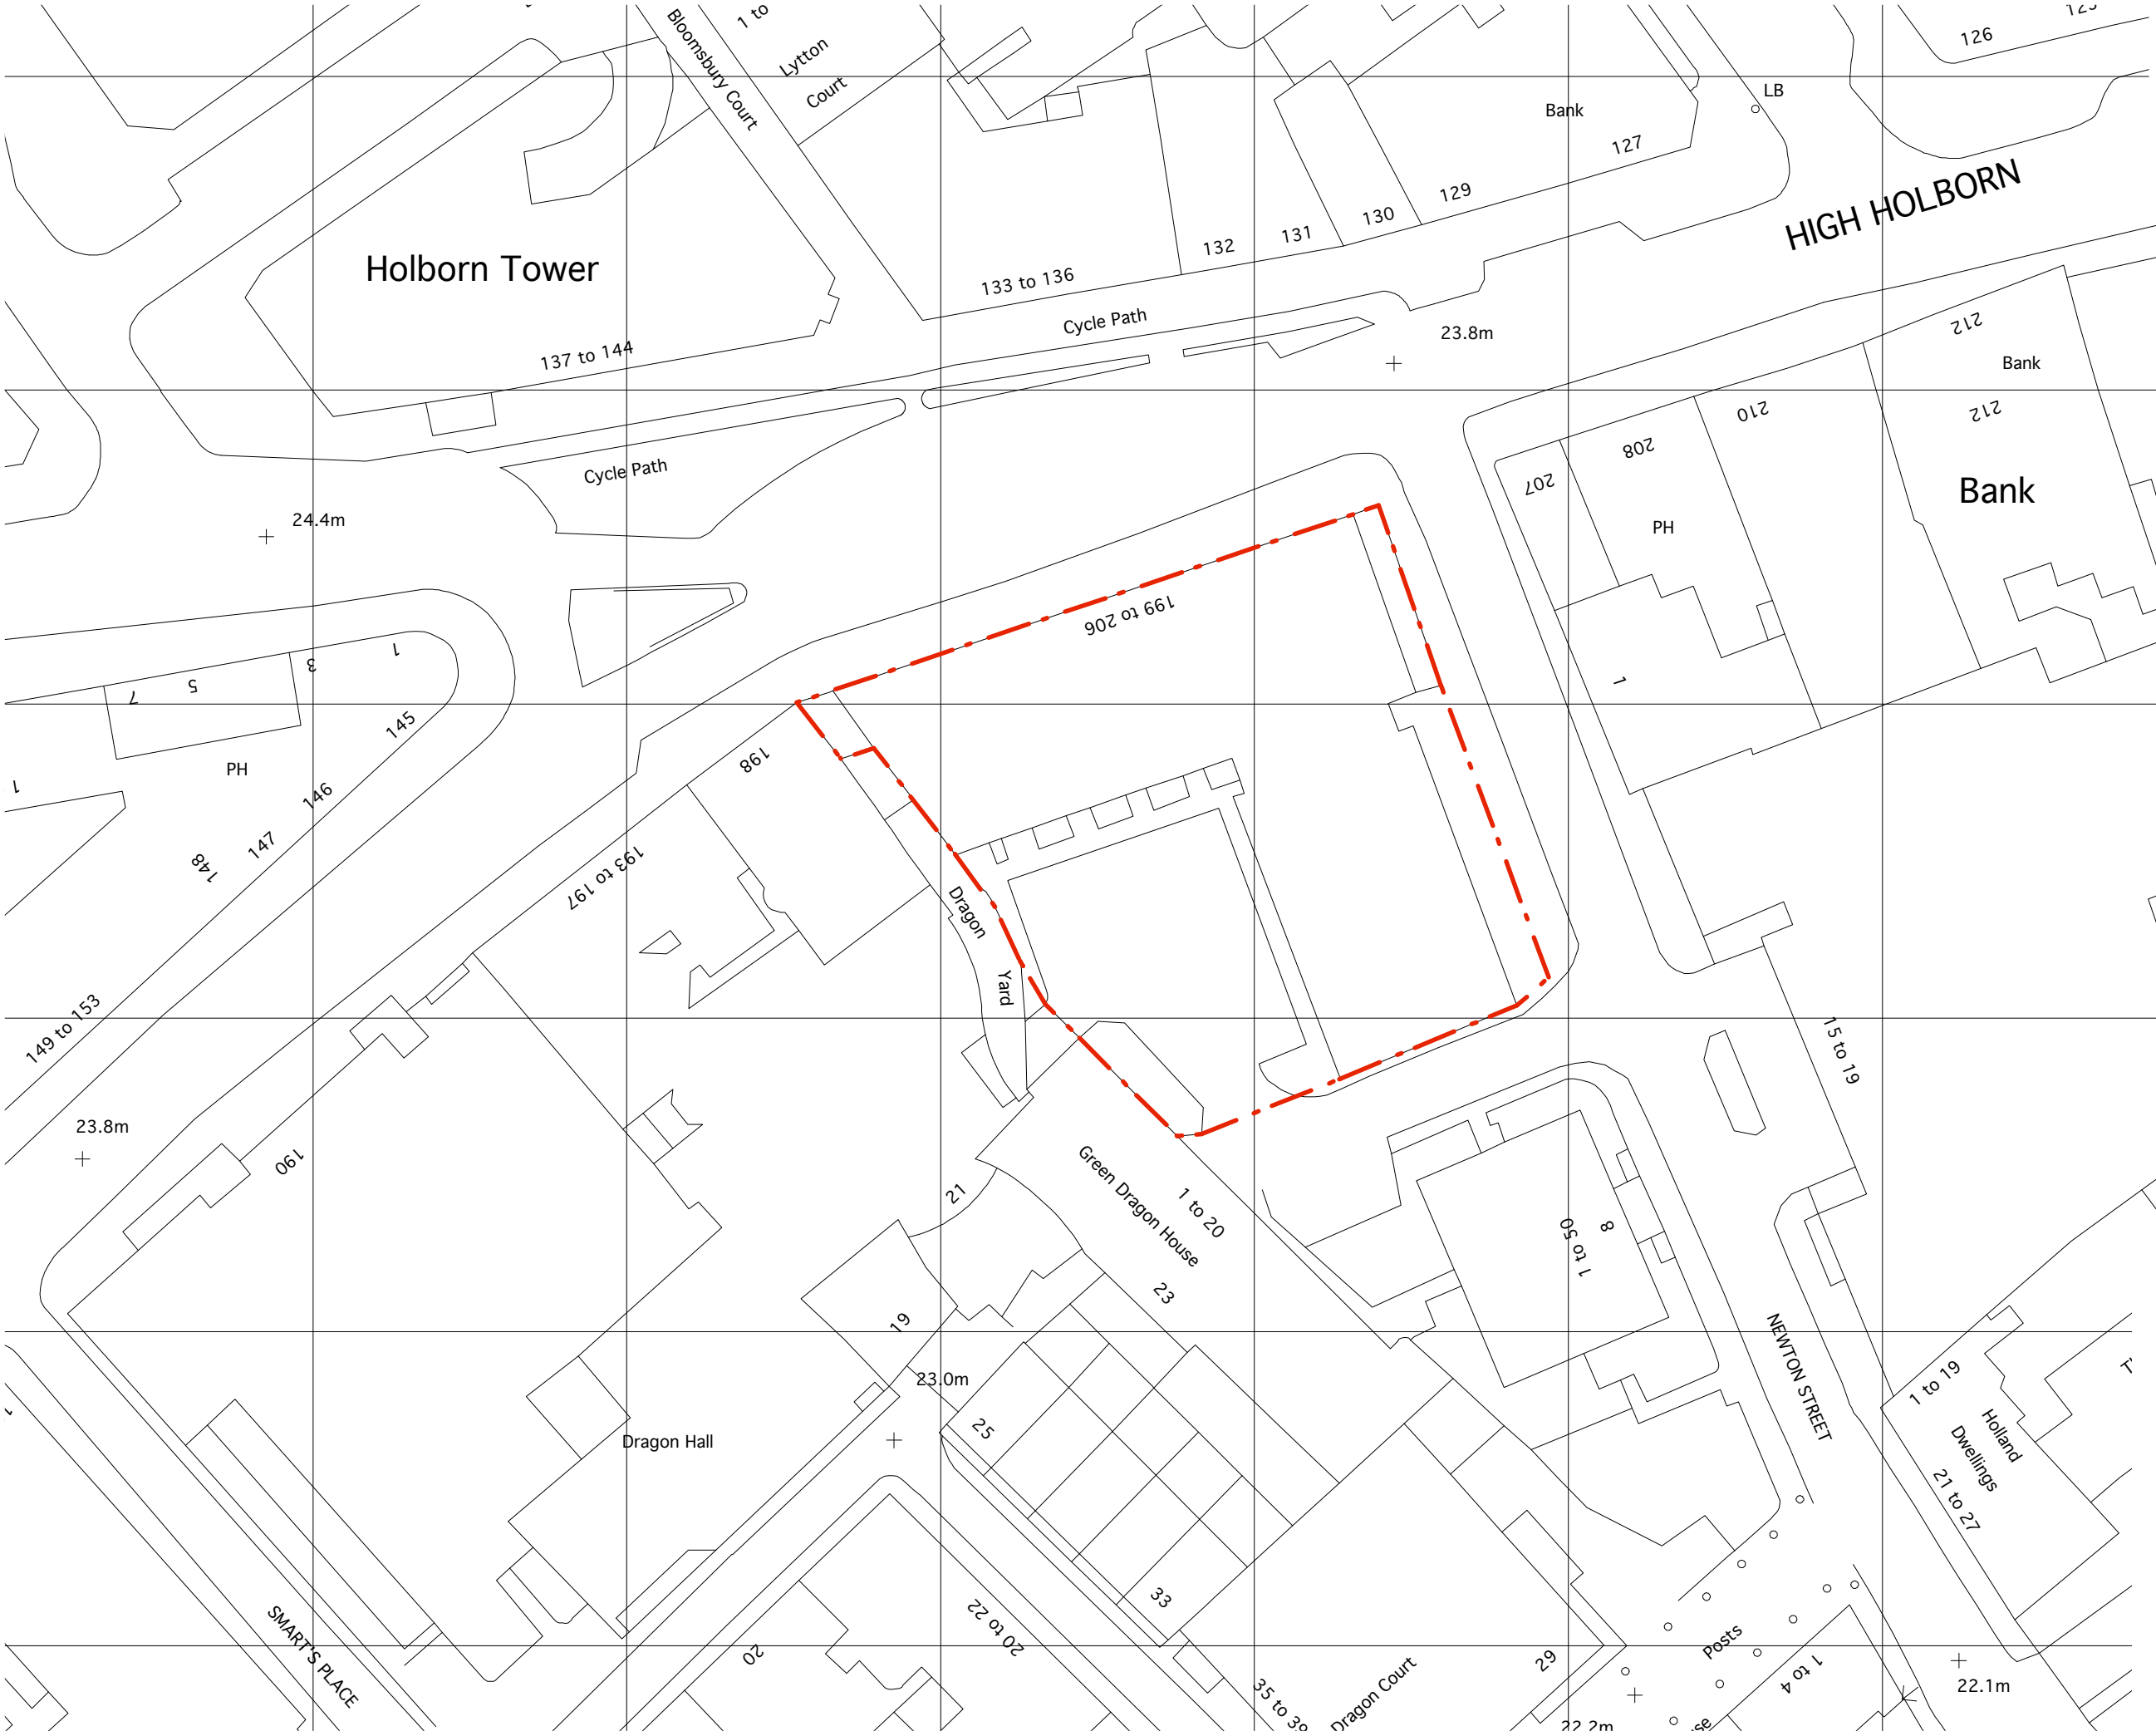 1 to
Lytton
Court
Bloomsbury Court
126
LB
Bank
127
129
130
131
132
133 to 136
HIGH HOLBORN
Holborn Tower
137 to 144
Cycle Path
23.8m
212
Bank
212
210
208
207
Bank
PH
Cycle Path
24.4m
199 to 206
1
3
5
7
145
1
PH
146
147
148
198
193 to 197
Dragon
Yard
149 to 153
15 to 19
23.8m
190
21
Green Dragon House
1 to 20
1 to 50
8
23
19
NEWTON STREET
23.0m
25
Dragon Hall
1 to 19
Holland
Dwellings
21 to 27
33
SMART'S PLACE
20
20 to 22
Posts
29
1 to 4
35 to 39
Dragon Court
22.1m
22.2m